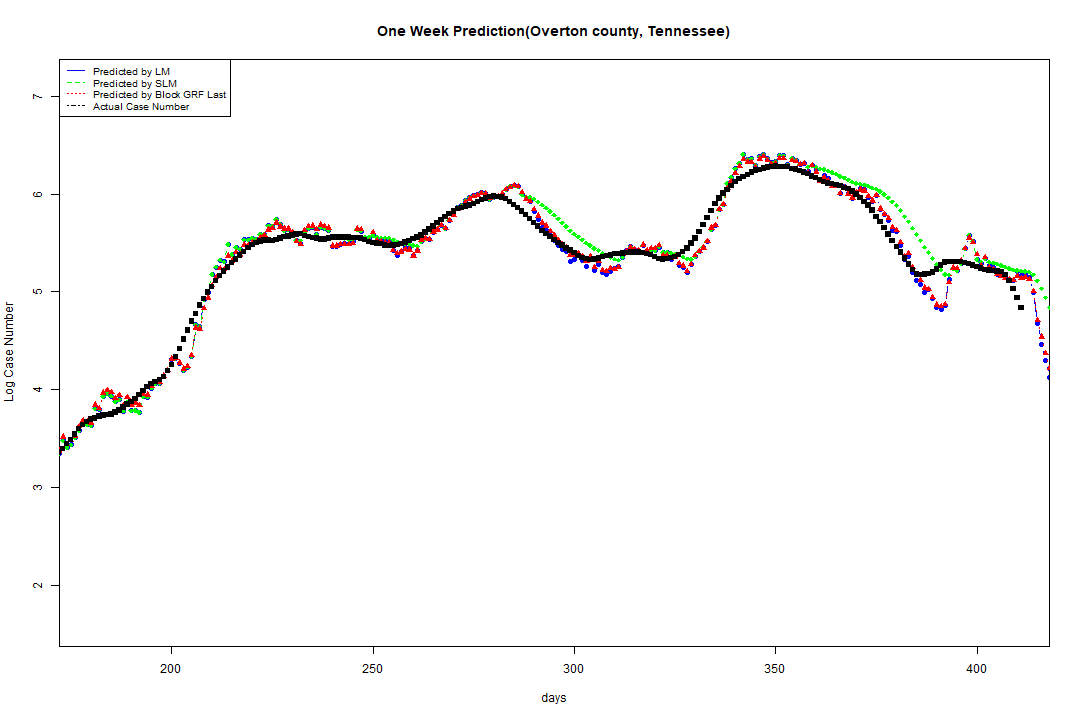 One Week Prediction(Overton county, Tennessee)
Predicted by LM
Predicted by SLM
Predicted by Block GRF Last
Actual Case Number
7
6
5
4
3
2
Log Case Number
200 250 300 350 400
days